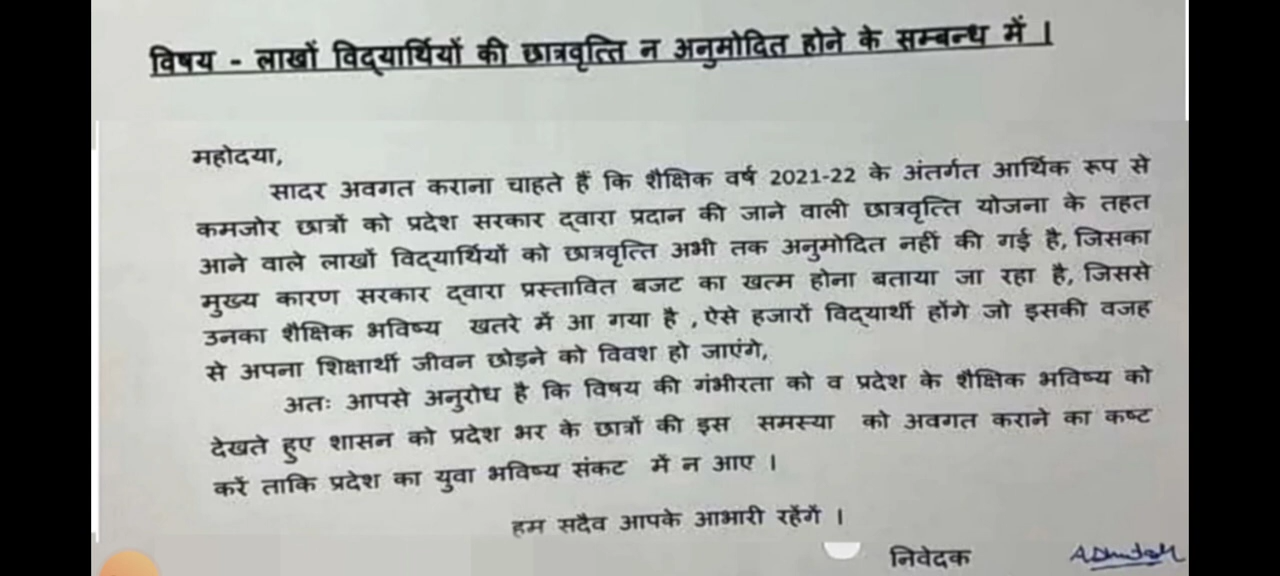 विषय - लाखों विद्यार्थियों की छात्रवृत्ति न अनुमोदित होने के सम्बन्ध में ।
महोदया,
सादर अवगत कराना चाहते हैं कि शैक्षिक वर्ष 2021-22 के अंतर्गत आर्थिक रूप से
कमजोर छात्रों को प्रदेश सरकार द्वारा प्रदान की जाने वाली छात्रवृत्ति योजना के तहत
आने वाले लाखों विद्यार्थियों को छात्रवृत्ति अभी तक अनुमोदित नहीं की गई है, जिसका
मुख्य कारण सरकार द्वारा प्रस्तावित बजट का खत्म होना बताया जा रहा है, जिससे
उनका शैक्षिक भविष्य खतरे में आ गया है , ऐसे हजारों विद्यार्थी होंगे जो इसकी वजह
से अपना शिक्षार्थी जीवन छोड़ने को विवश हो जाएंगे,
अतः आपसे अनुरोध है कि विषय की गंभीरता को व प्रदेश के शैक्षिक भविष्य को
देखते हुए शासन को प्रदेश भर के छात्रों की इस समस्या को अवगत कराने का कष्ट
करें ताकि प्रदेश का युवा भविष्य संकट में न आए ।
हम सदैव आपके आभारी रहेंगें ।
निवेदक